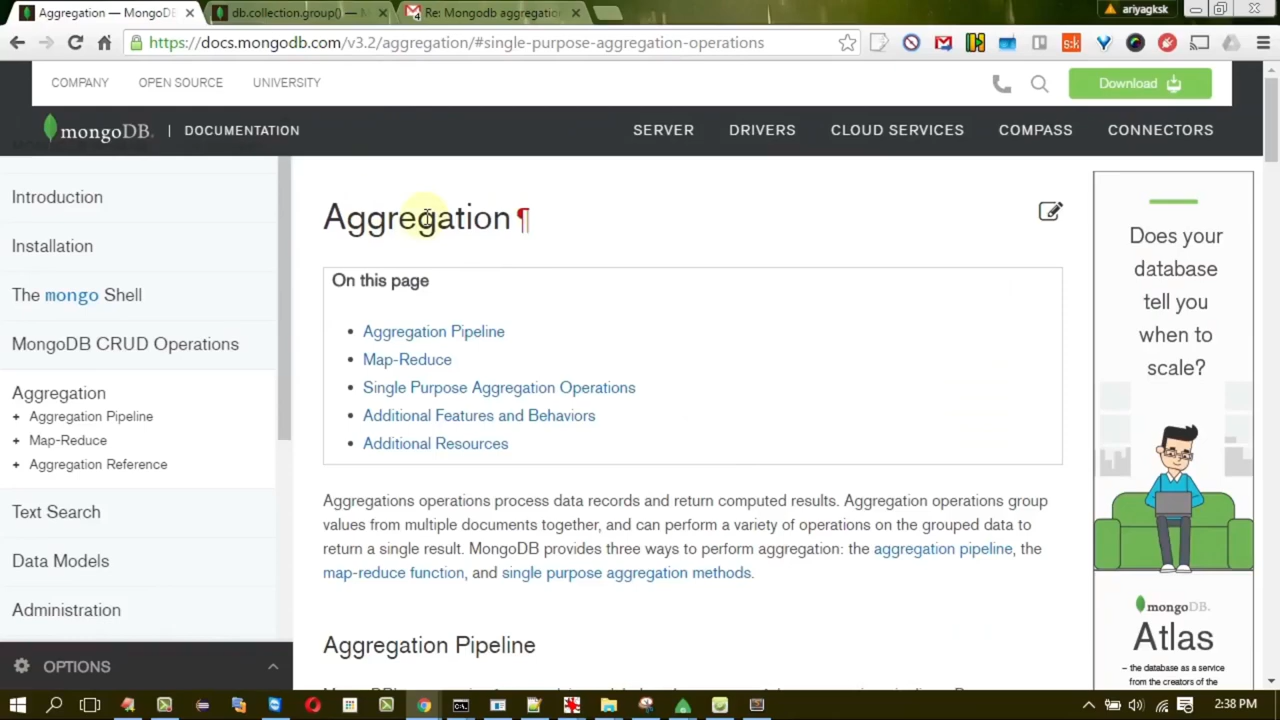 Aggregation — MongoDB
db.collection.group() —
Re: Mongodb aggregation
ariyagksk
https://docs.mongodb.com/v3.2/aggregation/#single-purpose-aggregation-operations
COMPANY OPEN SOURCE UNIVERSITY
Download
mongoDB. | DOCUMENTATION
SERVER DRIVERS CLOUD SERVICES COMPASS CONNECTORS
Introduction
Installation
The mongo Shell
MongoDB CRUD Operations
Aggregation
+ Aggregation Pipeline
+ Map-Reduce
+ Aggregation Reference
Text Search
Data Models
Administration
OPTIONS
Aggregation ¶
On this page
• Aggregation Pipeline
• Map-Reduce
• Single Purpose Aggregation Operations
• Additional Features and Behaviors
• Additional Resources
Aggregations operations process data records and return computed results. Aggregation operations group
values from multiple documents together, and can perform a variety of operations on the grouped data to
return a single result. MongoDB provides three ways to perform aggregation: the aggregation pipeline, the
map-reduce function, and single purpose aggregation methods.
Aggregation Pipeline
Does your
database
tell you
when to
scale?
mongoDB.
Atlas
– the database as a service
from the creators of the
2:38 PM